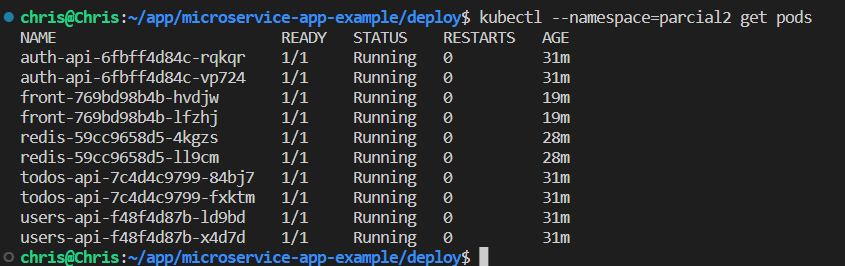 chris@Chris:~/app/microservice-app-example/deploy$ kubectl --namespace=parcial2 get pods
NAME READY STATUS RESTARTS AGE
auth-api-6fbff4d84c-rqkqr 1/1 Running 0 31m
auth-api-6fbff4d84c-vp724 1/1 Running 0 31m
front-769bd98b4b-hvdjw 1/1 Running 0 19m
front-769bd98b4b-lfzhj 1/1 Running 0 19m
redis-59cc9658d5-4kgzs 1/1 Running 0 28m
redis-59cc9658d5-ll9cm 1/1 Running 0 28m
todos-api-7c4d4c9799-84bj7 1/1 Running 0 31m
todos-api-7c4d4c9799-fxktm 1/1 Running 0 31m
users-api-f48f4d87b-ld9bd 1/1 Running 0 31m
users-api-f48f4d87b-x4d7d 1/1 Running 0 31m
chris@Chris:~/app/microservice-app-example/deploy$